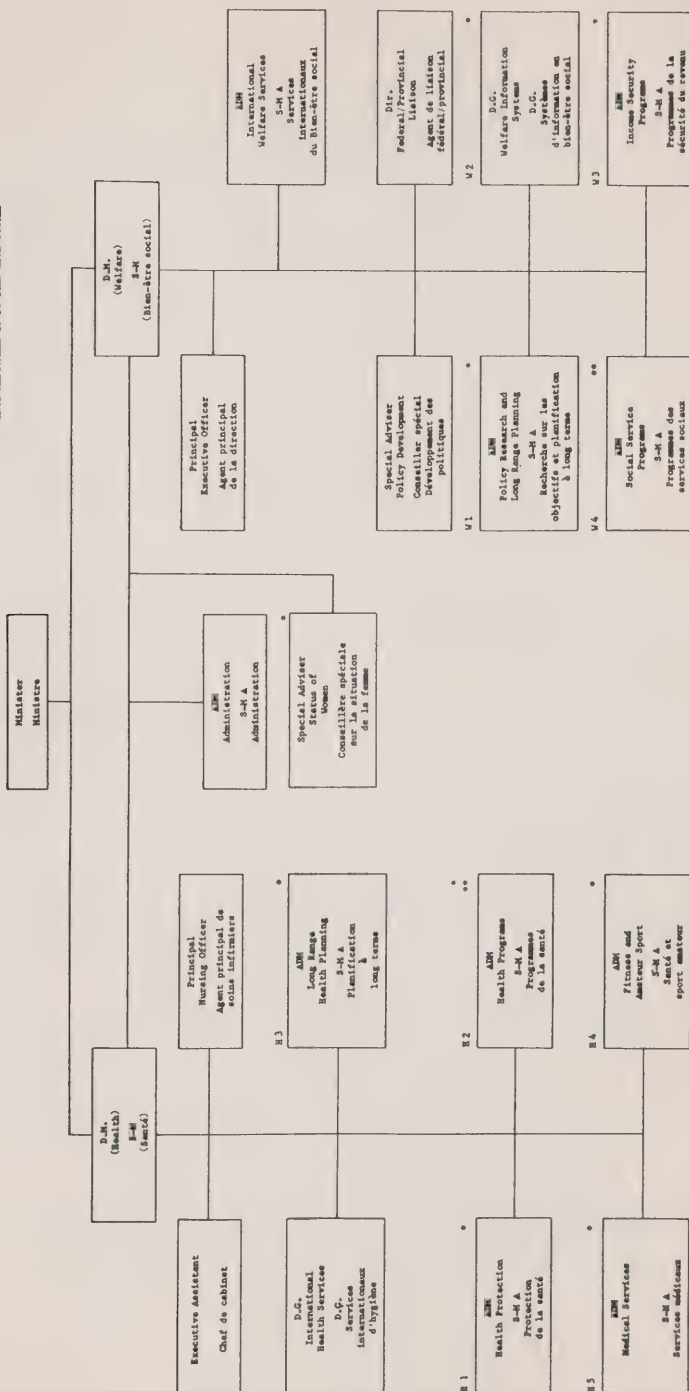 Minister
Ministre
D.M.
(Health)
S-M
(Santé)
D.M.
(Welfare)
S-M
(Bien-être social)
Executive Assistant
Chef de cabinet
Principal
Nursing Officer
Agent principal de
soins infirmiers
ADM
Administration
S-M A
Administration
Principal
Executive Officer
Agent principal
de la direction
ADM
International
Welfare Services
S-M A
Services
internationaux
du Bien-être social
D.G.
International
Health Services
D.G.
Services
internationaux
d'hygiène
H 3 *
ADM
Long Range
Health Planning
S-M A
Planification
à
long terme
*
Special Adviser
Status of
Women
Conseillère spéciale
sur la situation
de la femme
Special Adviser
Policy Development
Conseiller spécial
Développement des
politiques
Dir.
Federal/Provincial
Liaison
Agent de liaison
fédéral/provincial
H 1 *
ADM
Health Protection
S-M A
Protection
de la santé
*
H 2 **
ADM
Health Programs
S-M A
Programmes
de la santé
W 1 *
ADM
Policy Research and
Long Range Planning
S-M A
Recherche sur les
objectifs et planification
à long terme
W 2 *
D.G.
Welfare Information
Systems
D.G.
Systèmes
d'information en
bien-être social
H 5 *
ADM
Medical Services
S-M A
Services médicaux
H 4 *
ADM
Fitness and
Amateur Sport
S-M A
Santé et
sport amateur
W 4 **
ADM
Social Service
Programs
S-M A
Programmes des
services sociaux
W 3 *
ADM
Income Security
Programs
S-M A
Programmes de la
sécurité du revenu